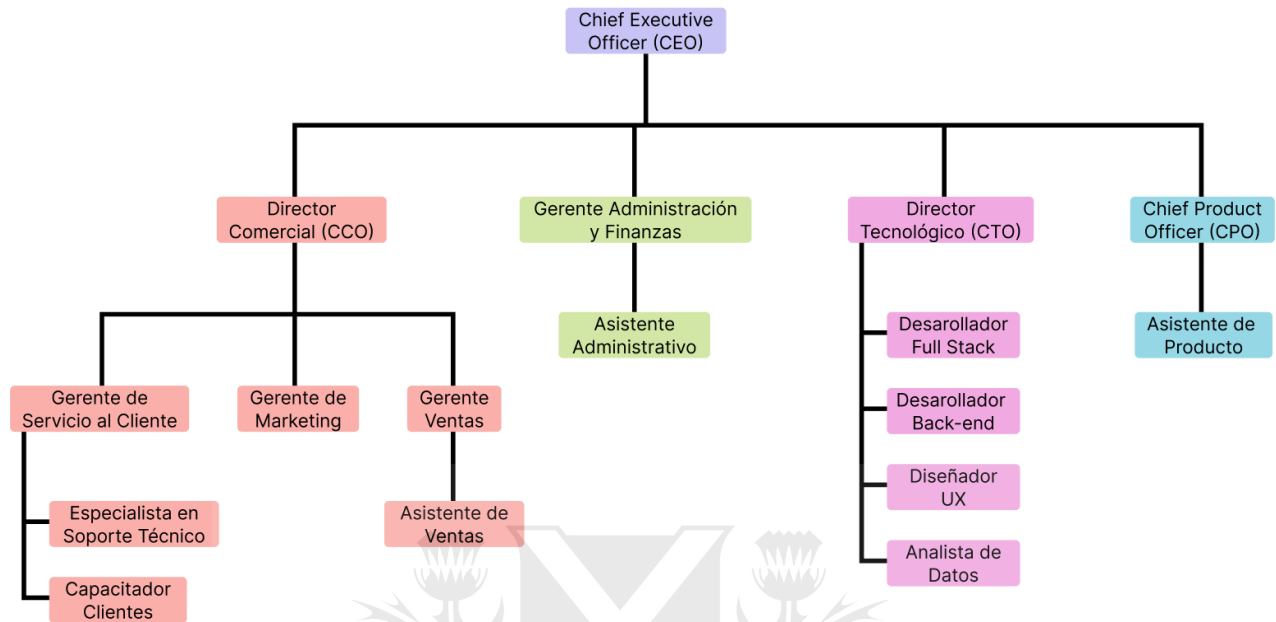 Chief Executive
Officer (CEO)
Director
Comercial (CCO)
Gerente Administración
y Finanzas
Director
Tecnológico (CTO)
Chief Product
Officer (CPO)
Asistente
Administrativo
Desarollador
Full Stack
Asistente de
Producto
Gerente de
Servicio al Cliente
Gerente de
Marketing
Gerente
Ventas
Desarollador
Back-end
Diseñador
UX
Especialista en
Soporte Técnico
Asistente de
Ventas
Analista de
Datos
Capacitador
Clientes